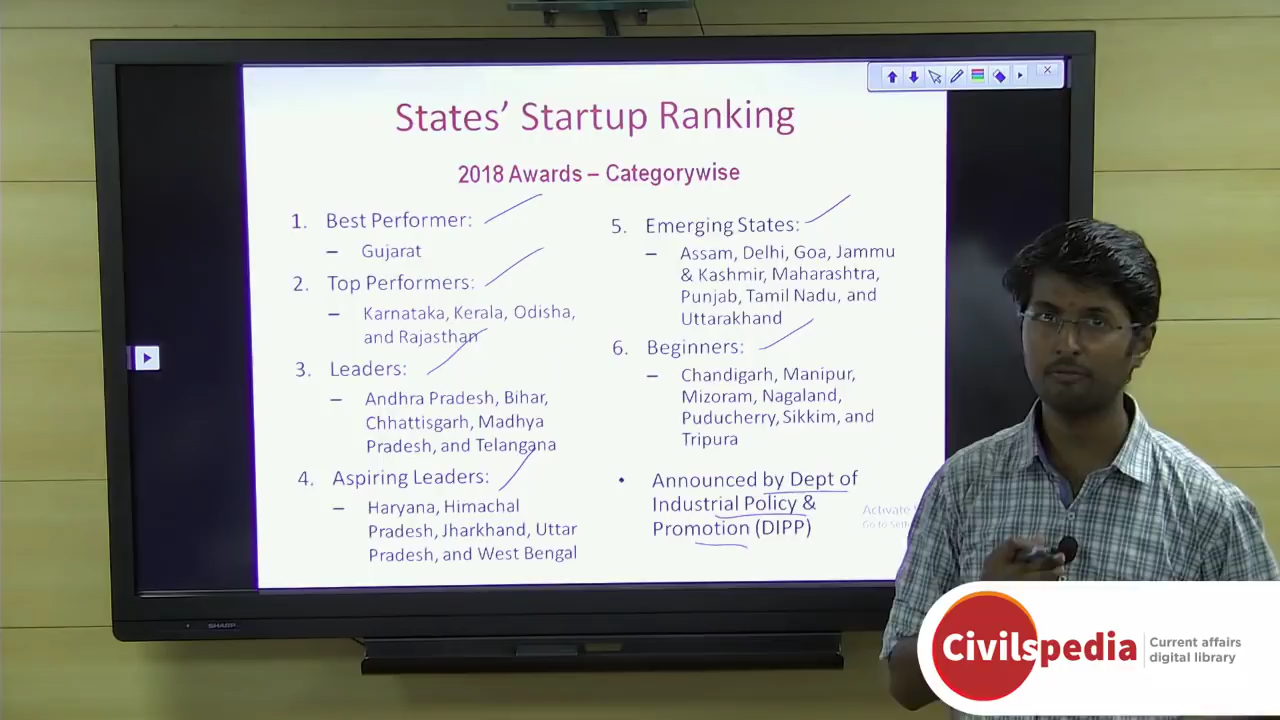 States' Startup Ranking
2018 Awards – Categorywise
1. Best Performer:
– Gujarat
2. Top Performers:
– Karnataka, Kerala, Odisha,
and Rajasthan
3. Leaders:
– Andhra Pradesh, Bihar,
Chhattisgarh, Madhya
Pradesh, and Telangana
4. Aspiring Leaders:
– Haryana, Himachal
Pradesh, Jharkhand, Uttar
Pradesh, and West Bengal
5. Emerging States:
– Assam, Delhi, Goa, Jammu
& Kashmir, Maharashtra,
Punjab, Tamil Nadu, and
Uttarakhand
6. Beginners:
– Chandigarh, Manipur,
Mizoram, Nagaland,
Puducherry, Sikkim, and
Tripura
• Announced by Dept of
Industrial Policy &
Promotion (DIPP)
Activate
Go to
SHARP
Civilspedia
Current affairs
digital library